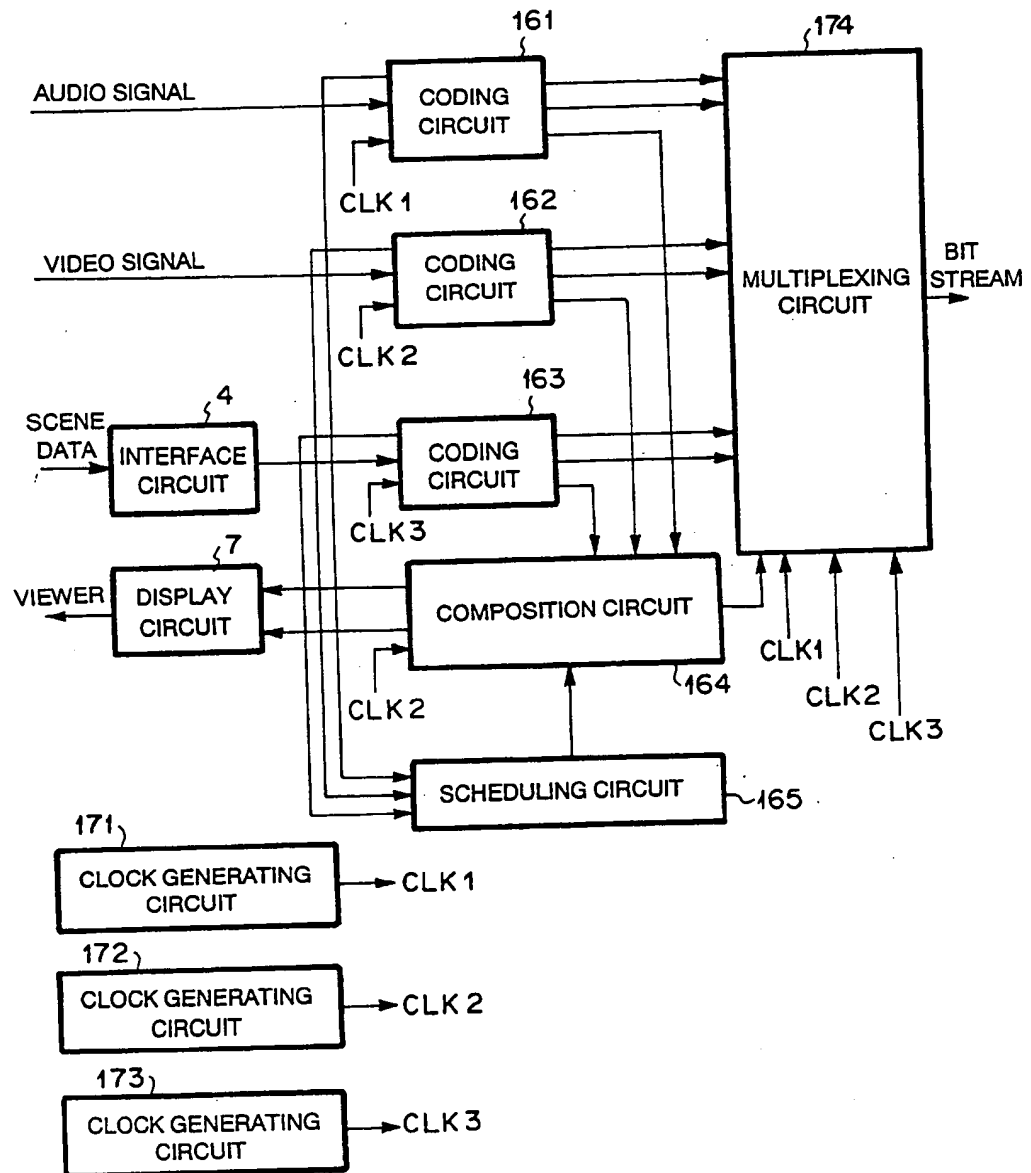 161
174
AUDIO SIGNAL
CODING
CIRCUIT
CLK1
162
VIDEO SIGNAL
CODING
CIRCUIT
MULTIPLEXING
CIRCUIT
BIT
STREAM
CLK2
163
SCENE
DATA
4
INTERFACE
CIRCUIT
CODING
CIRCUIT
CLK3
7
VIEWER
DISPLAY
CIRCUIT
COMPOSITION CIRCUIT
CLK2
164
CLK1
CLK2
CLK3
SCHEDULING CIRCUIT
165
171
CLOCK GENERATING
CIRCUIT
CLK1
172
CLOCK GENERATING
CIRCUIT
CLK2
173
CLOCK GENERATING
CIRCUIT
CLK3